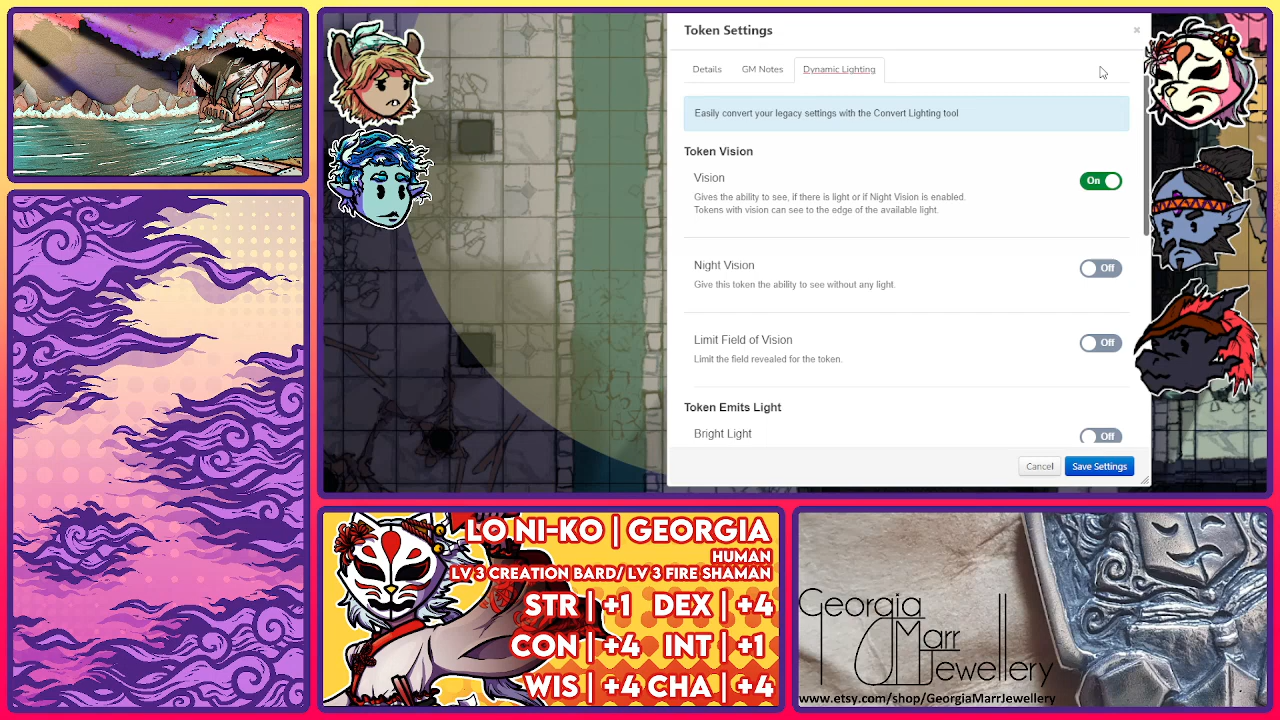 Token Settings
×
Details GM Notes Dynamic Lighting
Easily convert your legacy settings with the Convert Lighting tool
Token Vision
Vision
On
Gives the ability to see, if there is light or if Night Vision is enabled.
Tokens with vision can see to the edge of the available light.
Night Vision
Off
Give this token the ability to see without any light.
Limit Field of Vision
Off
Limit the field revealed for the token.
Token Emits Light
Bright Light
Off
Cancel Save Settings
LO NI-KO | GEORGIA
HUMAN
LV 3 CREATION BARD/ LV 3 FIRE SHAMAN
STR | +1 DEX | +4
CON | +4 INT | +1
WIS | +4 CHA | +4
Georgia
Marr
Jewellery
www.etsy.com/shop/GeorgiaMarrJewellery